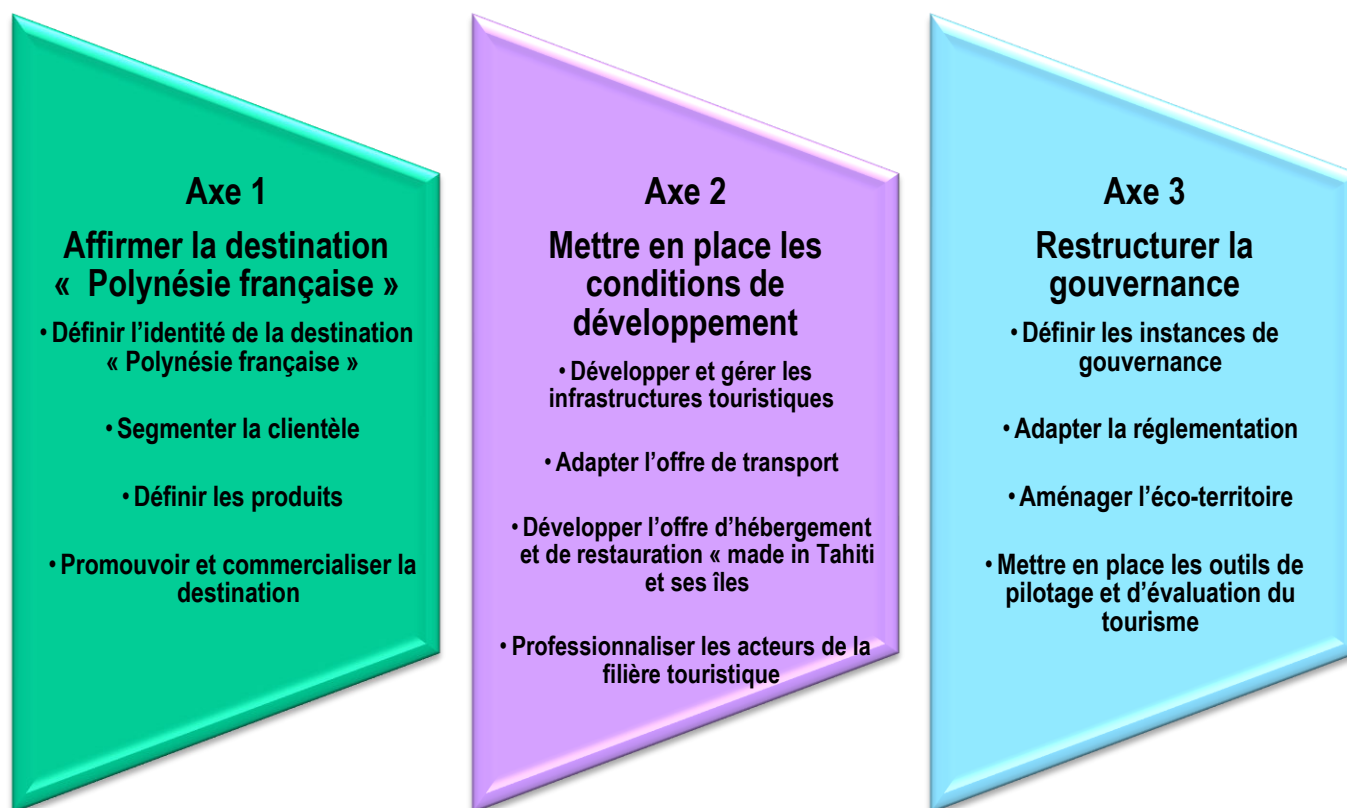 Axe 1
Affirmer la destination
«  Polynésie française »
• Définir l’identité de la destination
« Polynésie française »
• Segmenter la clientèle
• Définir les produits
• Promouvoir et commercialiser la
destination
Axe 2
Mettre en place les
conditions de
développement
• Développer et gérer les
infrastructures touristiques
• Adapter l’offre de transport
• Développer l’offre d’hébergement
et de restauration « made in Tahiti
et ses îles
• Professionnaliser les acteurs de la
filière touristique
Axe 3
Restructurer la
gouvernance
• Définir les instances de
gouvernance
• Adapter la réglementation
• Aménager l’éco-territoire
• Mettre en place les outils de
pilotage et d’évaluation du
tourisme